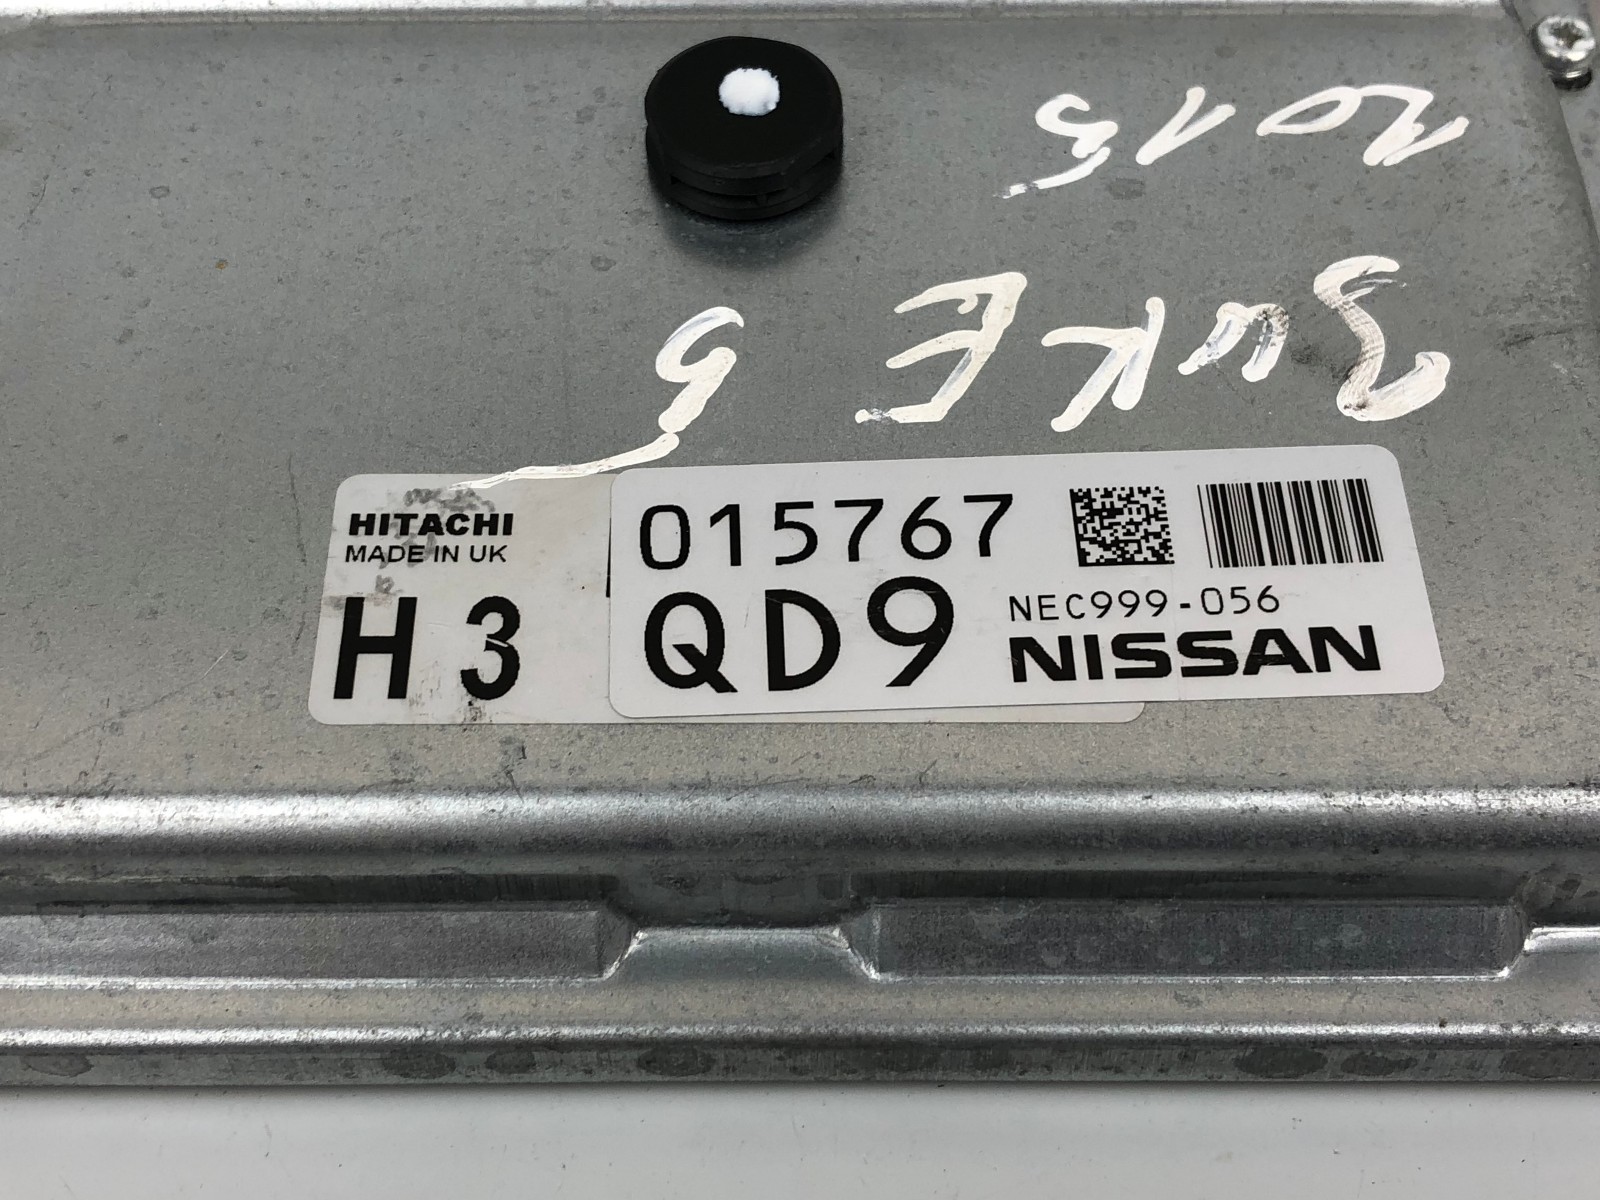 JUKE 5
2015
HITACHI
MADE IN UK
H3
015767
QD9
NEC999-056
NISSAN